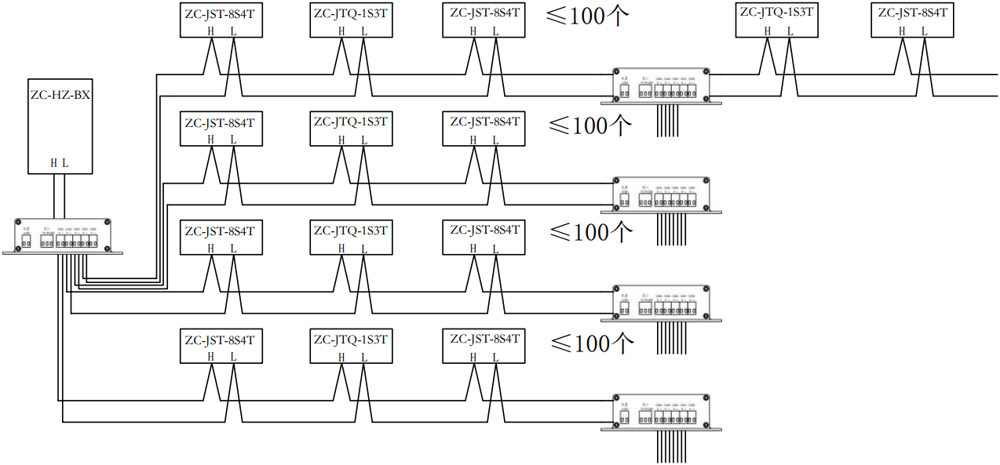 ZC-JST-8S4T ZC-JTQ-1S3T ZC-JST-8S4T ≤100个 ZC-JTQ-1S3T ZC-JST-8S4T
H L H L H L H L H L
ZC-HZ-BX
H L
ZC-JST-8S4T ZC-JTQ-1S3T ZC-JST-8S4T ≤100个
H L H L H L
ZC-JST-8S4T ZC-JTQ-1S3T ZC-JST-8S4T ≤100个
H L H L H L
ZC-JST-8S4T ZC-JTQ-1S3T ZC-JST-8S4T ≤100个
H L H L H L